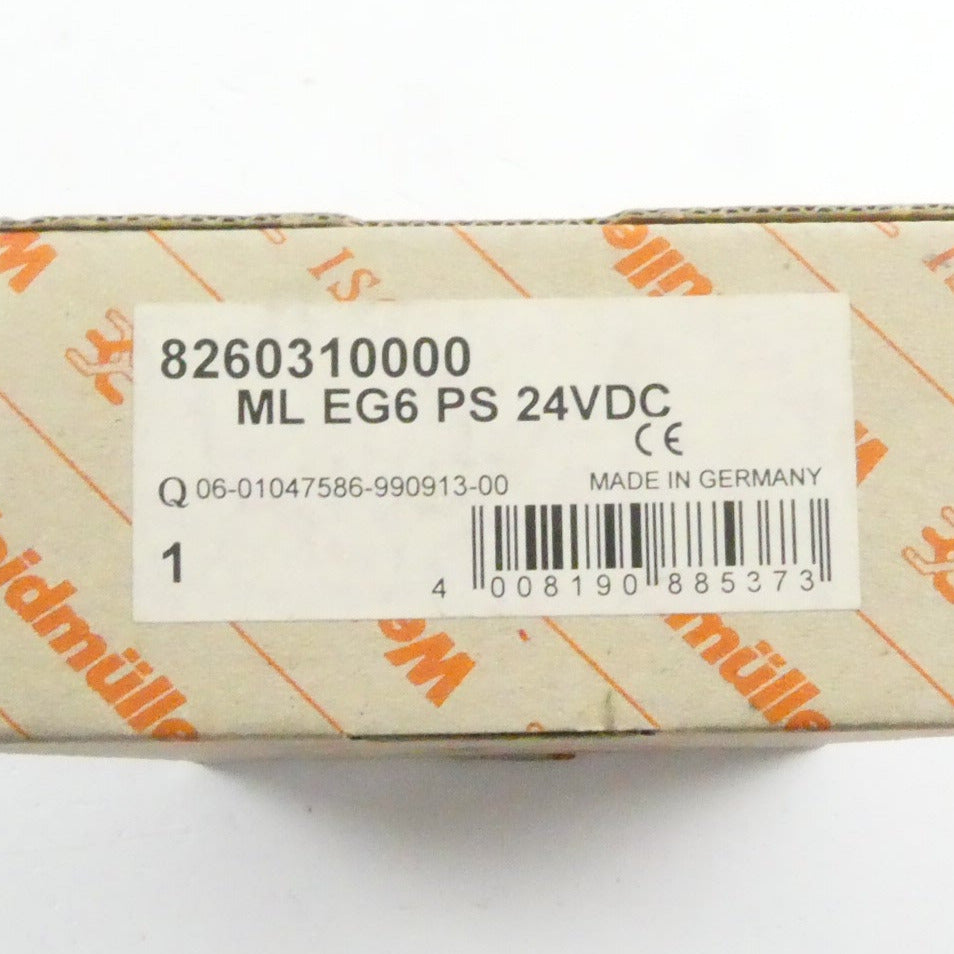 8260310000
ML EG6 PS 24VDC
CE
Q 06-01047586-990913-00
MADE IN GERMANY
1
4 008190 885373